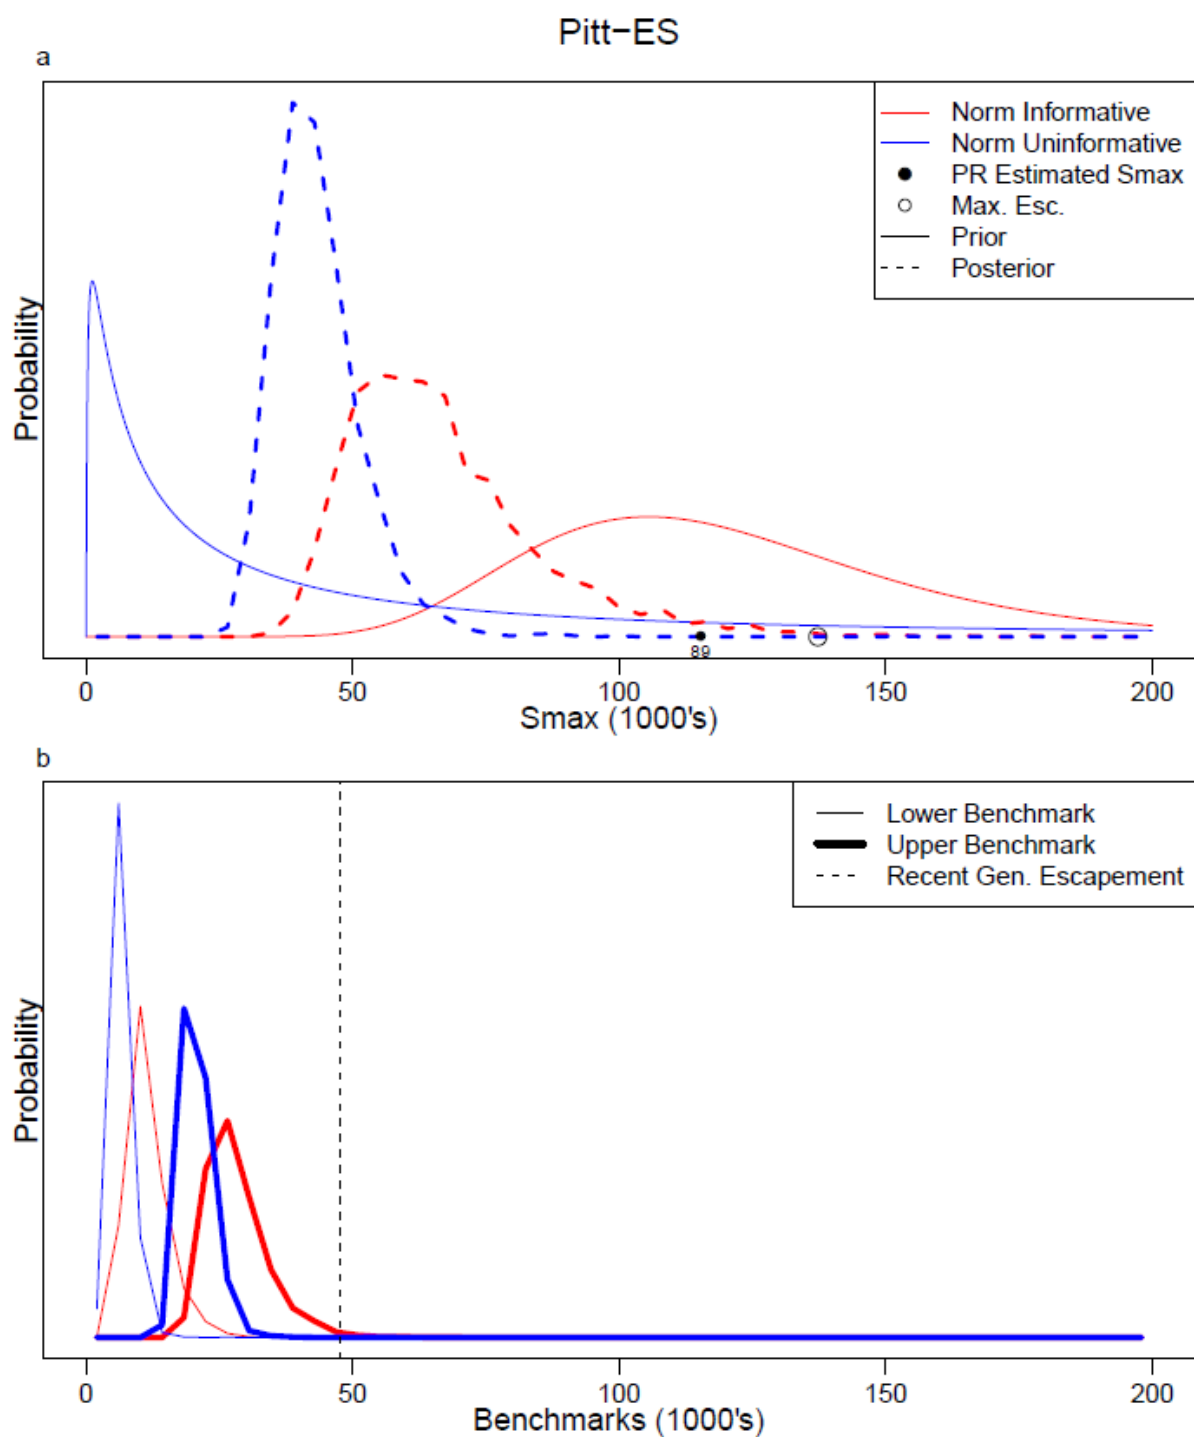 Pitt-ES
a
Norm Informative
Norm Uninformative
PR Estimated Smax
Max. Esc.
Prior
Posterior
Probability
89
0 50 100 150 200
Smax (1000's)
b
Lower Benchmark
Upper Benchmark
Recent Gen. Escapement
Probability
0 50 100 150 200
Benchmarks (1000's)